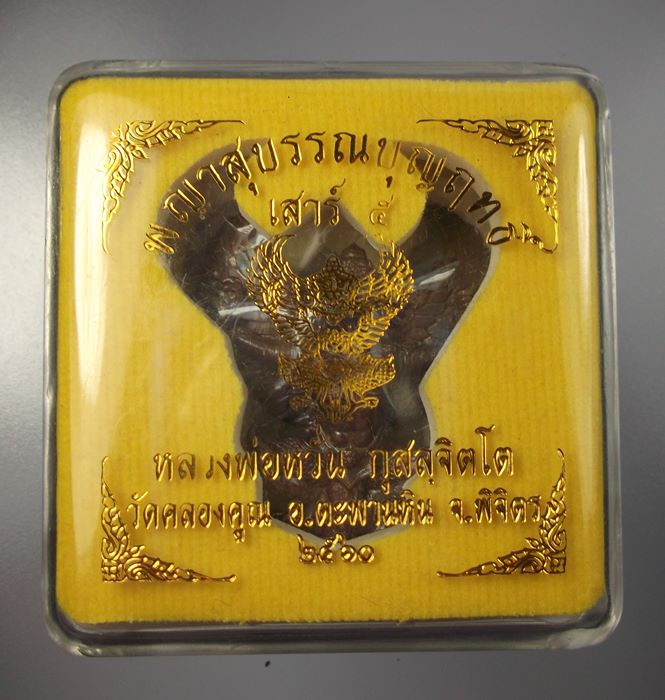 พญาสุบรรณบุญฤทธิ์
เสาร์ ๕
หลวงพ่อหวั่น กุสลจิตโต
วัดคลองคูณ อ.ตะพานหิน จ.พิจิตร
๒๕๖๐